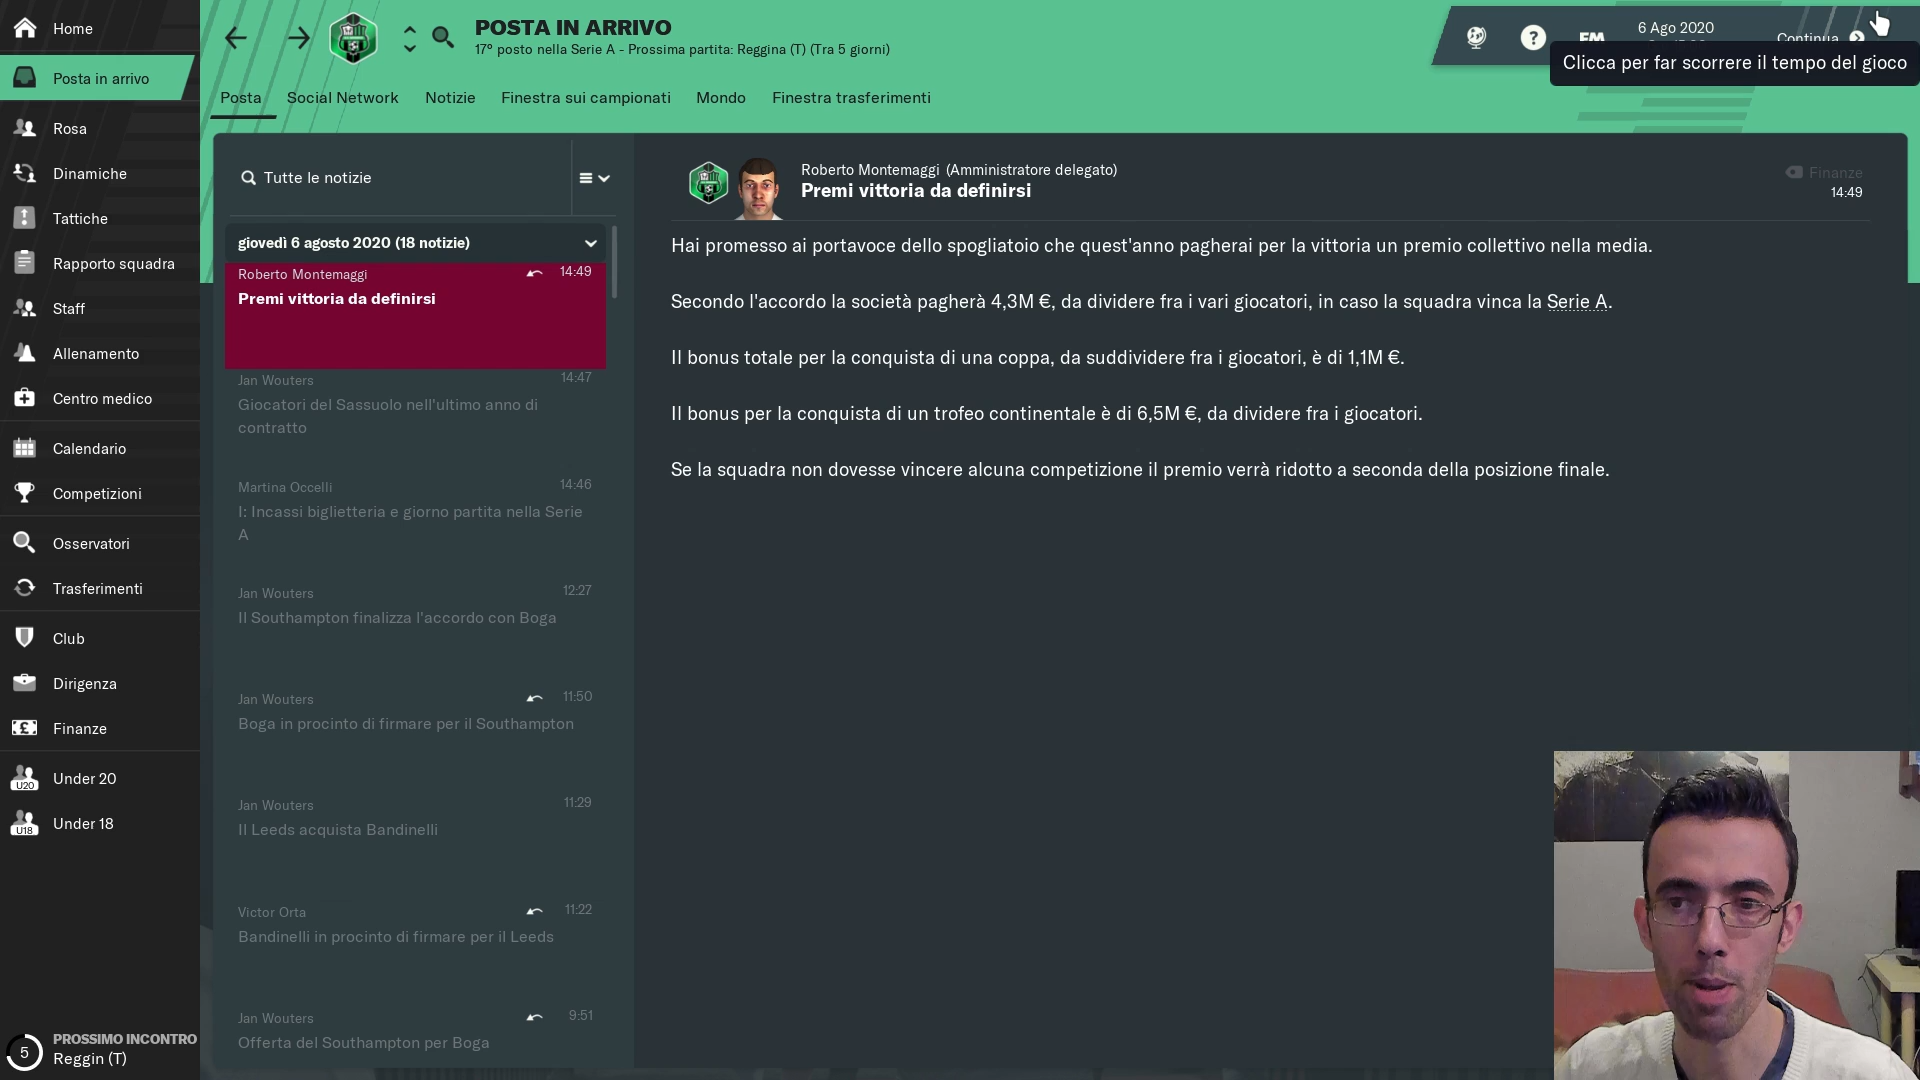 Home
Posta in arrivo
Rosa
Dinamiche
Tattiche
Rapporto squadra
Staff
Allenamento
Centro medico
Calendario
Competizioni
Osservatori
Trasferimenti
Club
Dirigenza
Finanze
U20
Under 20
U18
Under 18
5
PROSSIMO INCONTRO
Reggin (T)
POSTA IN ARRIVO
17° posto nella Serie A - Prossima partita: Reggina (T) (Tra 5 giorni)
FM
6 Ago 2020
Continua
Clicca per far scorrere il tempo del gioco
Posta
Social Network
Notizie
Finestra sui campionati
Mondo
Finestra trasferimenti
Tutte le notizie
giovedì 6 agosto 2020 (18 notizie)
Roberto Montemaggi
14:49
Premi vittoria da definirsi
Jan Wouters
14:47
Giocatori del Sassuolo nell'ultimo anno di
contratto
Martina Occelli
14:46
I: Incassi biglietteria e giorno partita nella Serie
A
Jan Wouters
12:27
Il Southampton finalizza l'accordo con Boga
Jan Wouters
11:50
Boga in procinto di firmare per il Southampton
Jan Wouters
11:29
Il Leeds acquista Bandinelli
Victor Orta
11:22
Bandinelli in procinto di firmare per il Leeds
Jan Wouters
9:51
Offerta del Southampton per Boga
Roberto Montemaggi (Amministratore delegato)
Premi vittoria da definirsi
Finanze
14:49
Hai promesso ai portavoce dello spogliatoio che quest'anno pagherai per la vittoria un premio collettivo nella media.
Secondo l'accordo la società pagherà 4,3M €, da dividere fra i vari giocatori, in caso la squadra vinca la Serie A.
Il bonus totale per la conquista di una coppa, da suddividere fra i giocatori, è di 1,1M €.
Il bonus per la conquista di un trofeo continentale è di 6,5M €, da dividere fra i giocatori.
Se la squadra non dovesse vincere alcuna competizione il premio verrà ridotto a seconda della posizione finale.